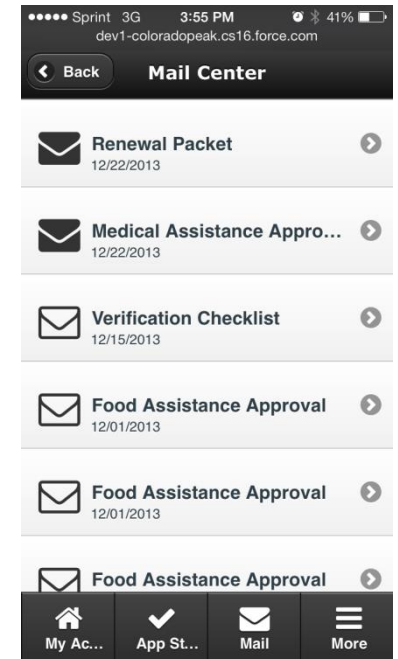 Sprint 3G 3:55 PM 41%
dev1-coloradopeak.cs16.force.com
Back Mail Center
Renewal Packet
12/22/2013
Medical Assistance Appro...
12/22/2013
Verification Checklist
12/15/2013
Food Assistance Approval
12/01/2013
Food Assistance Approval
12/01/2013
Food Assistance Approval
My Ac... App St... Mail More